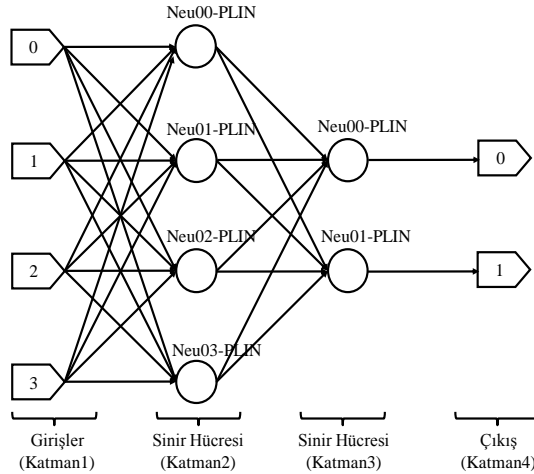 Neu00-PLIN
0
Neu01-PLIN
Neu00-PLIN
1
0
Neu02-PLIN
Neu01-PLIN
2
1
Neu03-PLIN
3
Girişler
(Katman1)
Sinir Hücresi
(Katman2)
Sinir Hücresi
(Katman3)
Çıkış
(Katman4)